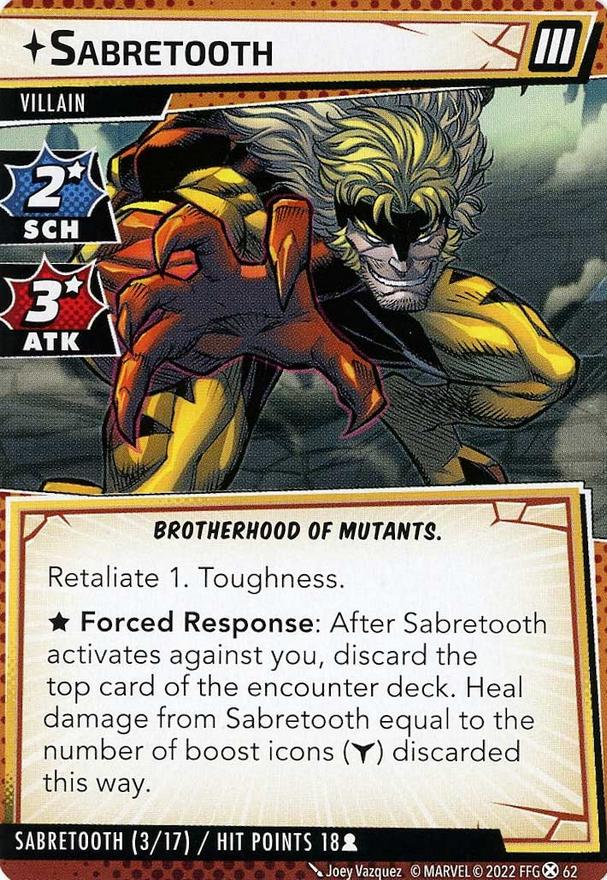 SABRETOOTH
III
VILLAIN
2★
SCH
3★
ATK
BROTHERHOOD OF MUTANTS.
Retaliate 1. Toughness.
★ Forced Response: After Sabretooth
activates against you, discard the
top card of the encounter deck. Heal
damage from Sabretooth equal to the
number of boost icons ( ) discarded
this way.
SABRETOOTH (3/17) / HIT POINTS 18
Joey Vazquez © MARVEL © 2022 FFG 62